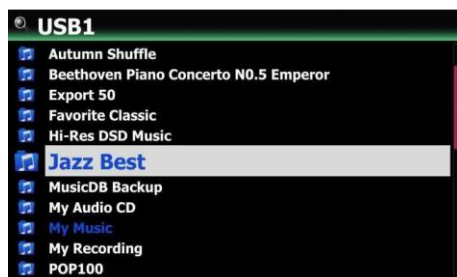 USB1
Autumn Shuffle
Beethoven Piano Concerto N0.5 Emperor
Export 50
Favorite Classic
Hi-Res DSD Music
Jazz Best
MusicDB Backup
My Audio CD
My Music
My Recording
POP100